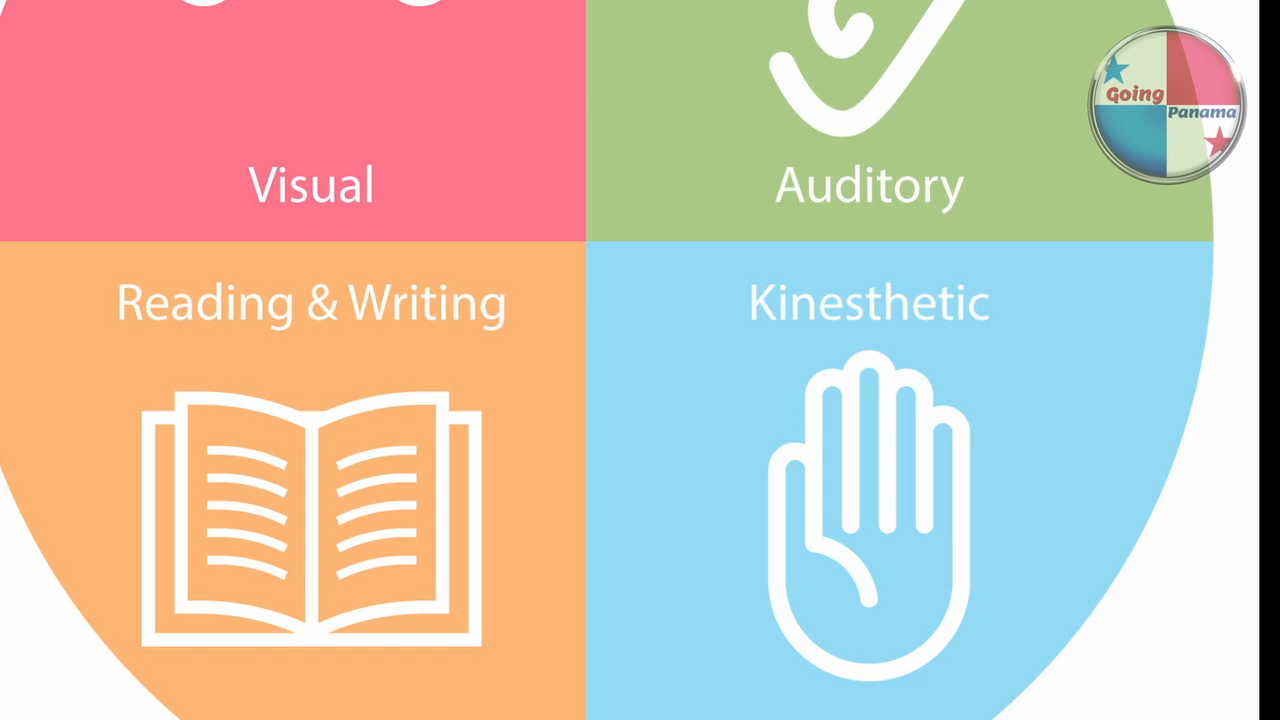 Going
Panama
Visual
Auditory
Reading & Writing
Kinesthetic